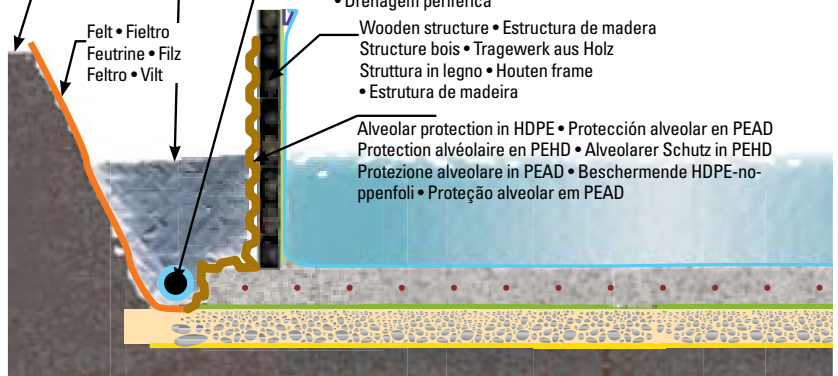 • Drenagem periférica
Felt • Fieltro
Feutrine • Filz
Feltro • Vilt
Wooden structure • Estructura de madera
Structure bois • Tragewerk aus Holz
Struttura in legno • Houten frame
• Estrutura de madeira
Alveolar protection in HDPE • Protección alveolar en PEAD
Protection alvéolaire en PEHD • Alveolarer Schutz in PEHD
Protezione alveolare in PEAD • Beschermende HDPE-no-
ppenfoli • Proteção alveolar em PEAD